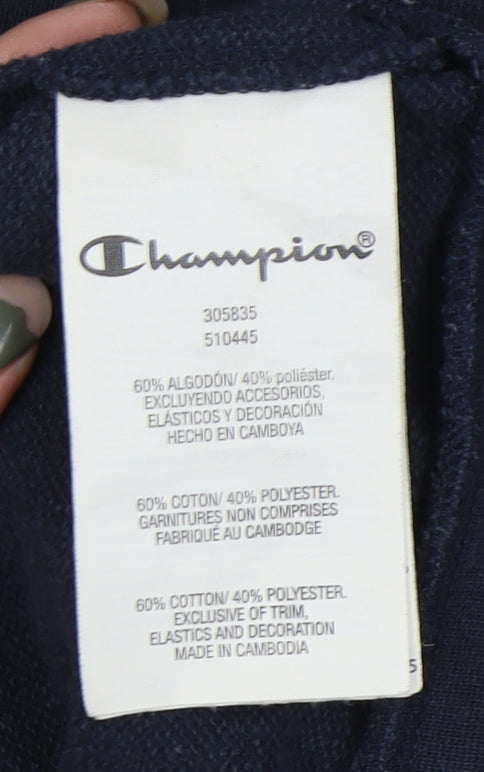 Champion®
305835
510445
60% ALGODÓN/ 40% poliéster.
EXCLUYENDO ACCESORIOS,
ELÁSTICOS Y DECORACIÓN
HECHO EN CAMBOYA
60% COTON/ 40% POLYESTER.
GARNITURES NON COMPRISES
FABRIQUÉ AU CAMBODGE
60% COTTON/ 40% POLYESTER.
EXCLUSIVE OF TRIM,
ELASTICS AND DECORATION
MADE IN CAMBODIA
5